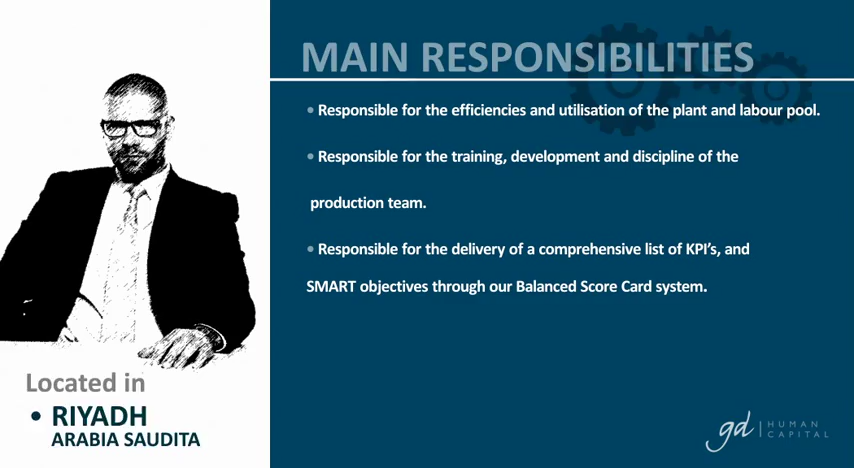 MAIN RESPONSIBILITIES
• Responsible for the efficiencies and utilisation of the plant and labour pool.
• Responsible for the training, development and discipline of the
production team.
• Responsible for the delivery of a comprehensive list of KPI's, and
SMART objectives through our Balanced Score Card system.
Located in
• RIYADH
ARABIA SAUDITA
gd | HUMAN
CAPITAL